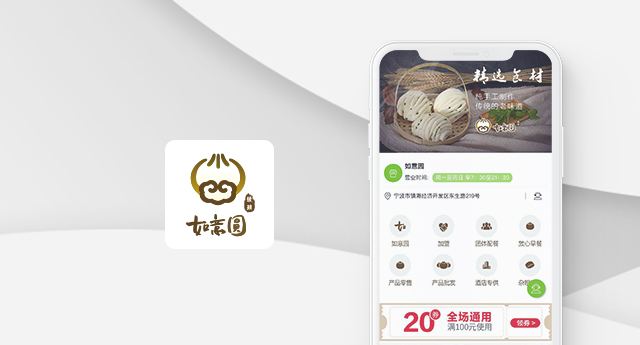 如意圆
精选食材
纯手工制作
传统的老味道
如意园
营业时间：
宁波市镇海经济开发区东生路219号
如意园
加盟
团体配餐
放心早餐
产品零售
产品批发
酒店专供
20
券
全场通用
满100元使用
领券 >